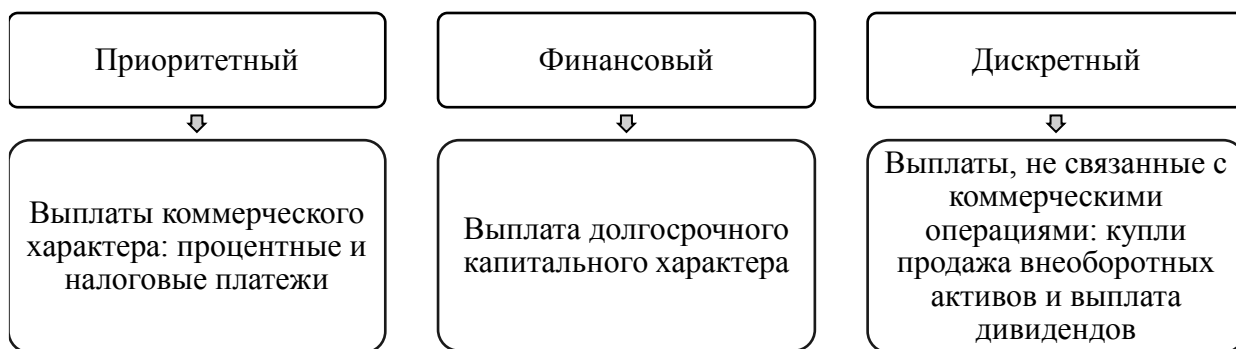 Приоритетный
Финансовый
Дискретный
Выплаты коммерческого
характера: процентные и
налоговые платежи
Выплата долгосрочного
капитального характера
Выплаты, не связанные с
коммерческими
операциями: купли
продажа внеоборотных
активов и выплата
дивидендов